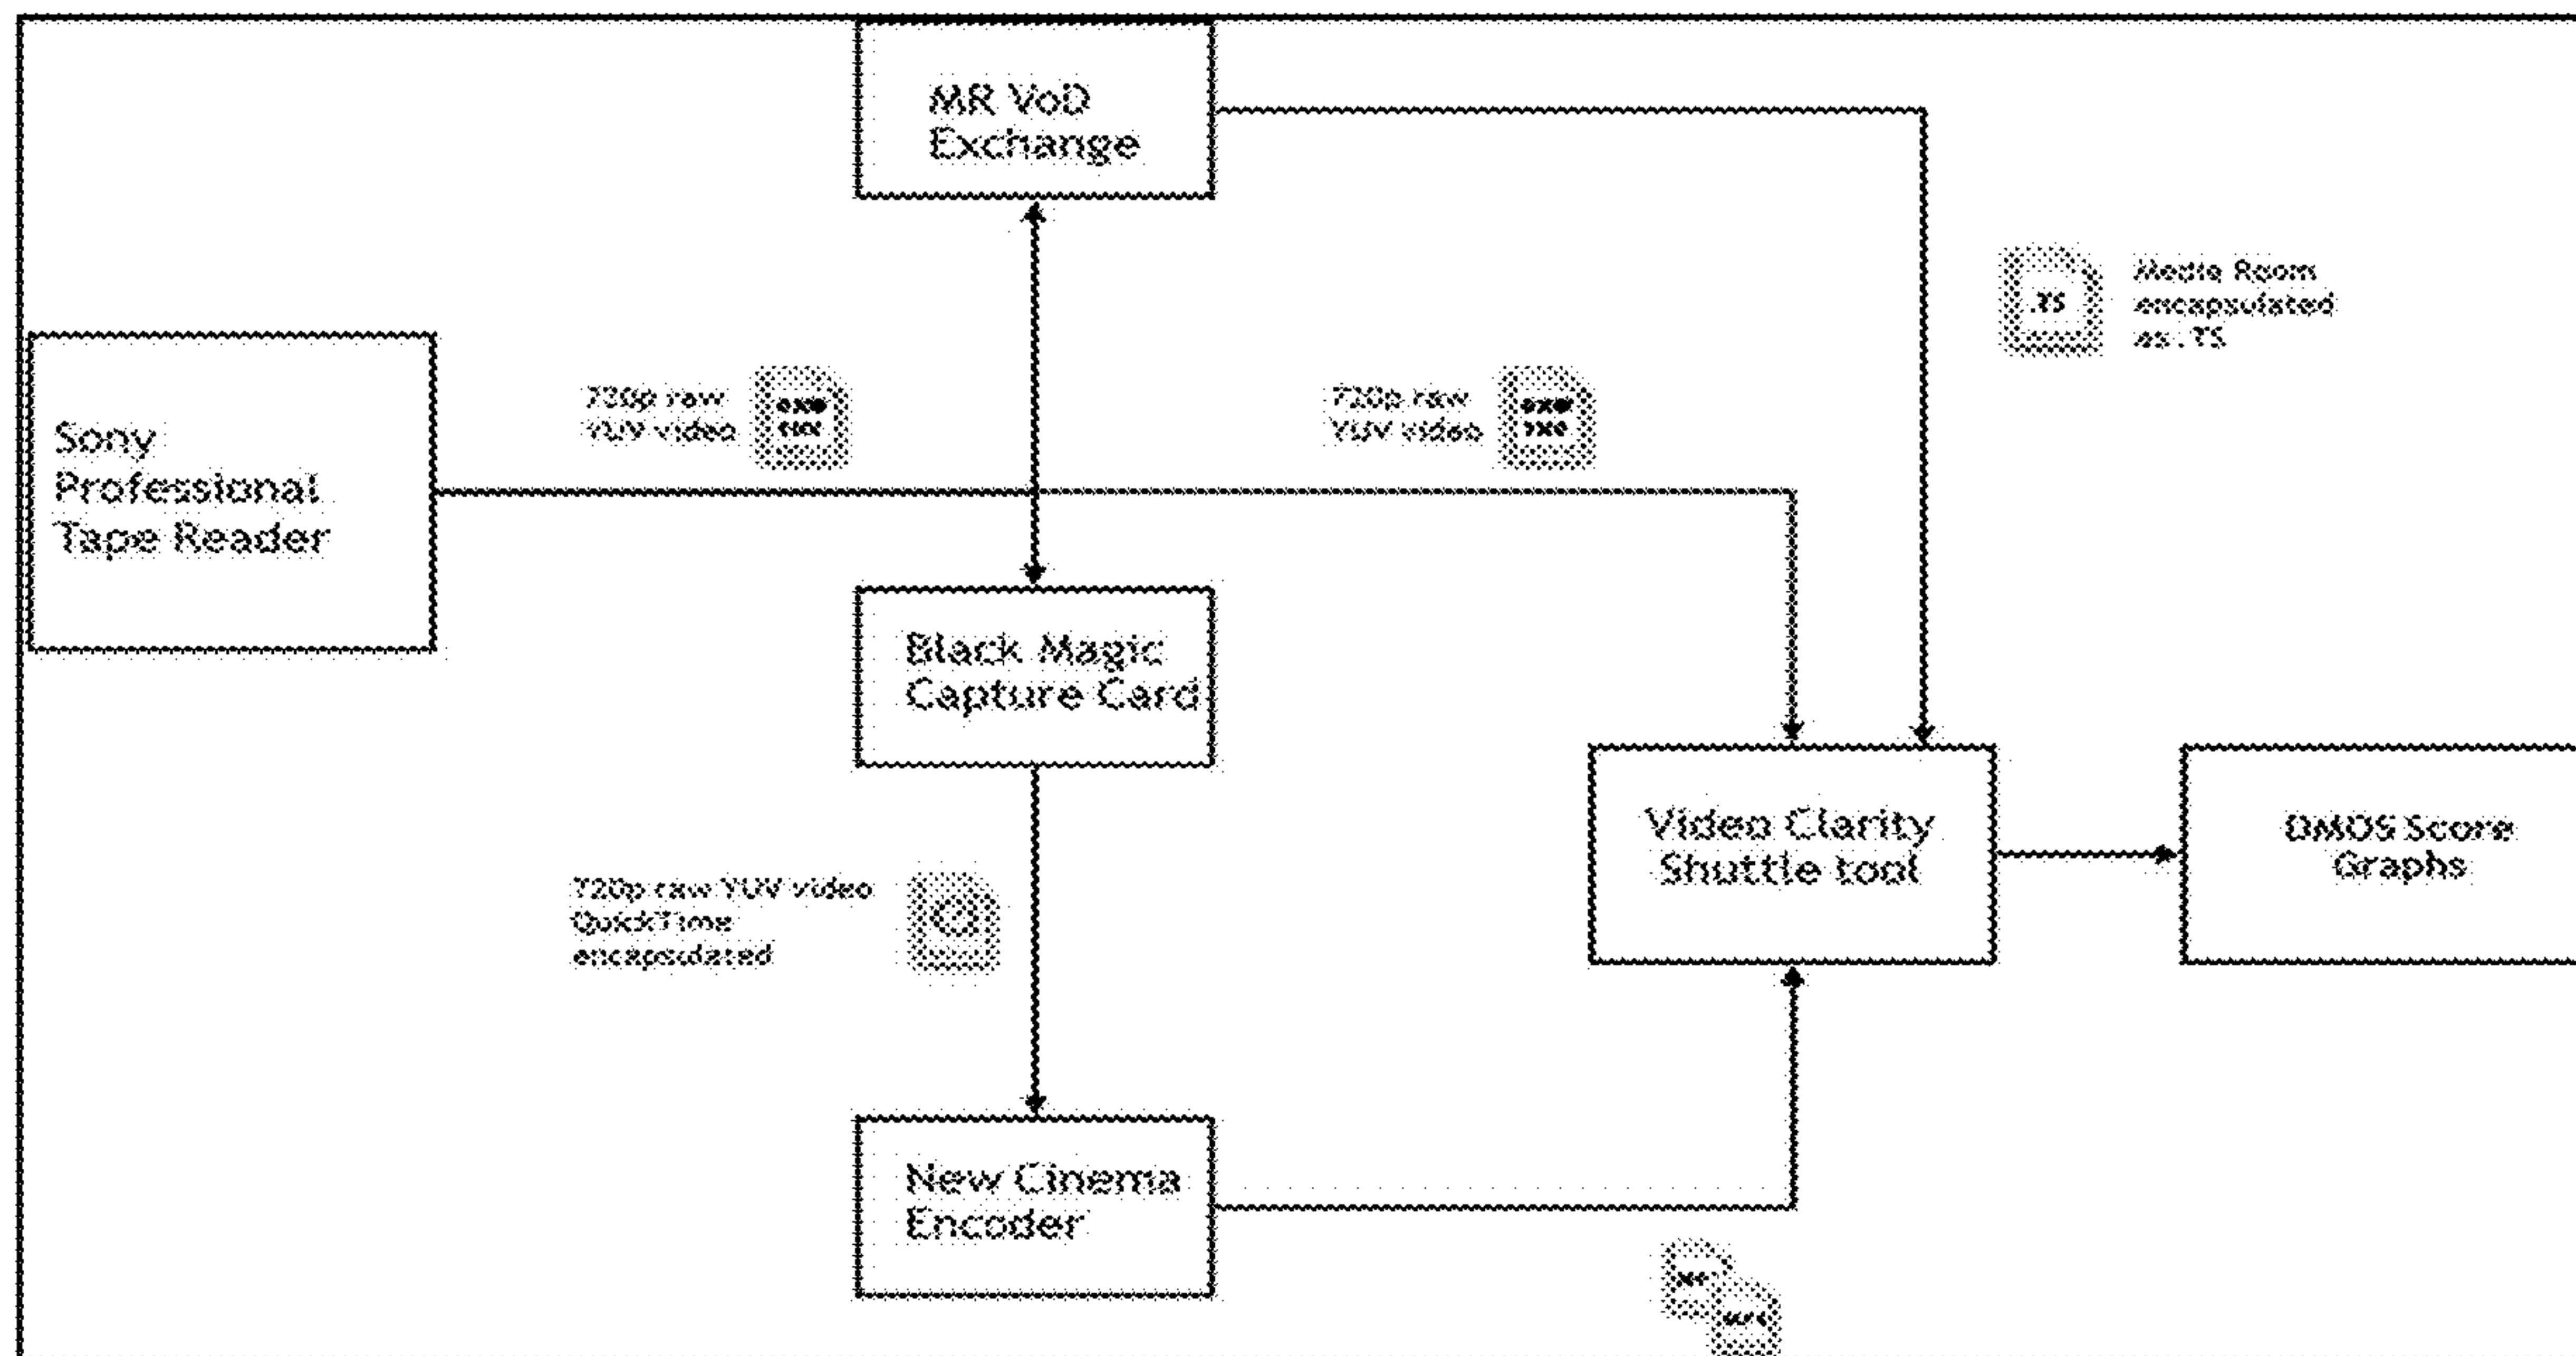 MR VoD
Exchange
.TS
Media Room
encapsulated
as .TS
720p raw
YUV video
720p raw
YUV video
Sony
Professional
Tape Reader
Black Magic
Capture Card
Video Clarity
Shuttle tool
DMOS Score
Graphs
720p raw YUV video
QuickTime
encapsulated
New Cinema
Encoder